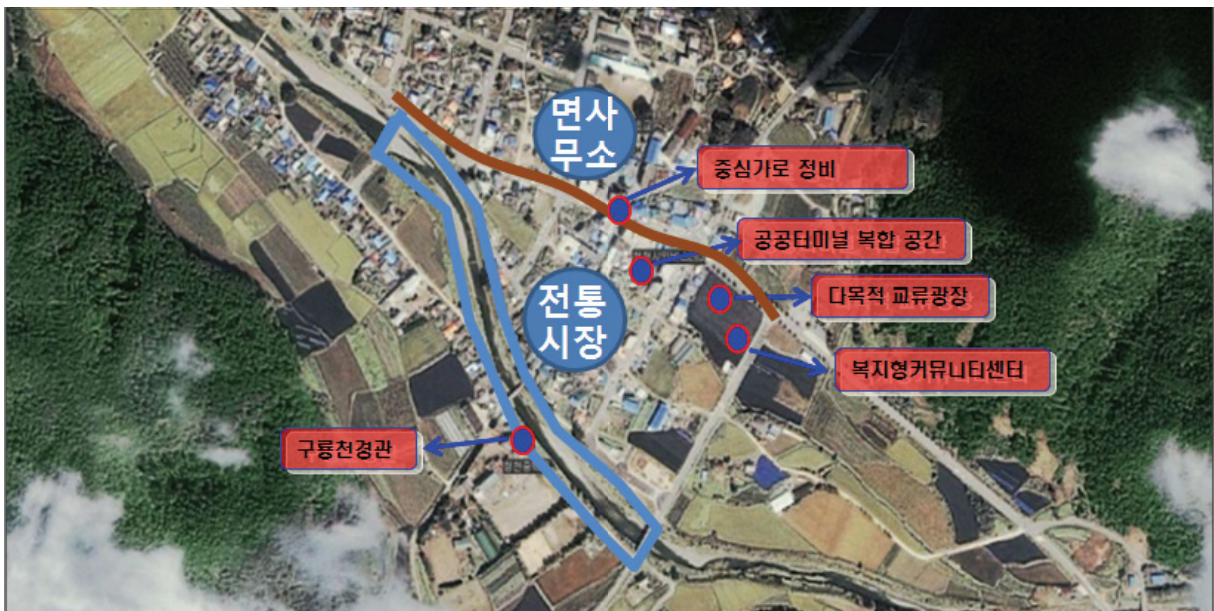 면사
무소
중심가로 정비
공공터미널 복합 공간
전통
시장
다목적 교류광장
복지형커뮤니티센터
구룡천경관